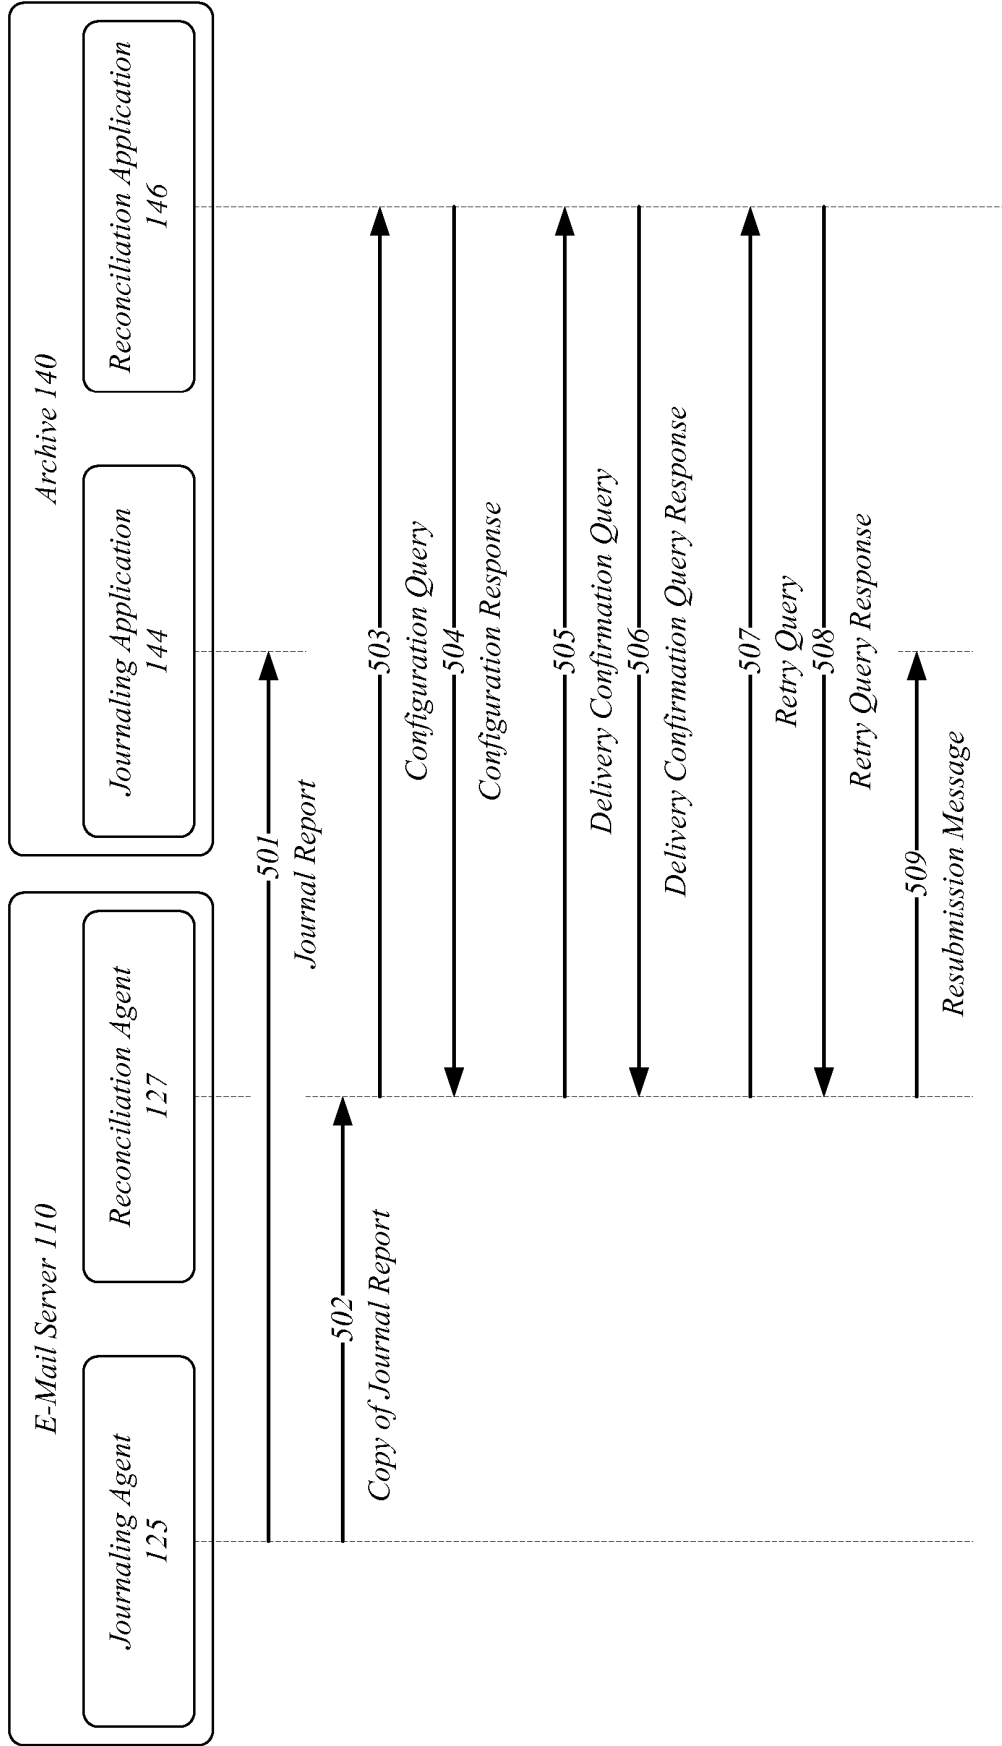 E-Mail Server 110
Journaling Agent
125
Reconciliation Agent
127
Archive 140
Journaling Application
144
Reconciliation Application
146
501
Journal Report
502
Copy of Journal Report
503
Configuration Query
504
Configuration Response
505
Delivery Confirmation Query
506
Delivery Confirmation Query Response
507
Retry Query
508
Retry Query Response
509
Resubmission Message